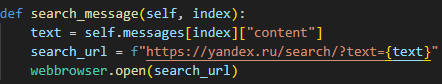 def search_message(self, index):
    text = self.messages[index]["content"]
    search_url = f"https://yandex.ru/search/?text={text}"
    webbrowser.open(search_url)